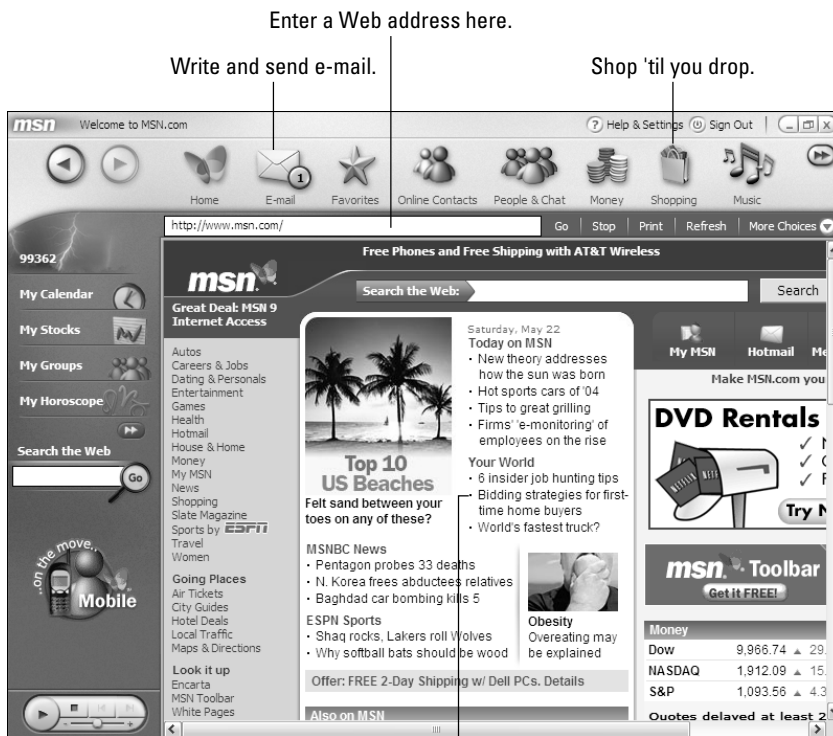 Enter a Web address here.
Write and send e-mail.
Shop 'til you drop.
msn
Welcome to MSN.com
? Help & Settings
Sign Out
1
Home
E-mail
Favorites
Online Contacts
People & Chat
Money
Shopping
Music
http://www.msn.com/
Go
Stop
Print
Refresh
More Choices
99362
My Calendar
My Stocks
My Groups
My Horoscope
Search the Web
Go
..on the move..
Mobile
Free Phones and Free Shipping with AT&T Wireless
msn
Search the Web:
Search
Great Deal: MSN 9
Internet Access
My MSN
Hotmail
Me
Make MSN.com you
Autos
Careers & Jobs
Dating & Personals
Entertainment
Games
Health
Hotmail
House & Home
Money
My MSN
News
Shopping
Slate Magazine
Sports by ESPN
Travel
Women
Going Places
Air Tickets
City Guides
Hotel Deals
Local Traffic
Maps & Directions
Look it up
Encarta
MSN Toolbar
White Pages
Top 10
US Beaches
Felt sand between your
toes on any of these?
Saturday, May 22
Today on MSN
· New theory addresses
how the sun was born
· Hot sports cars of '04
· Tips to great grilling
· Firms' 'e-monitoring' of
employees on the rise
Your World
· 6 insider job hunting tips
· Bidding strategies for first-
time home buyers
· World's fastest truck?
MSNBC News
· Pentagon probes 33 deaths
· N. Korea frees abductees relatives
· Baghdad car bombing kills 5
ESPN Sports
· Shaq rocks, Lakers roll Wolves
· Why softball bats should be wood
Obesity
Overeating may
be explained
Offer: FREE 2-Day Shipping w/ Dell PCs. Details
Also on MSN
DVD Rentals
NETFLIX
✓ N
✓ C
✓ F
Try N
msn Toolbar
Get it FREE!
Money
Dow 9,966.74 ▲ 29.
NASDAQ 1,912.09 ▲ 15.
S&P 1,093.56 ▲ 4.3
Quotes delayed at least 2